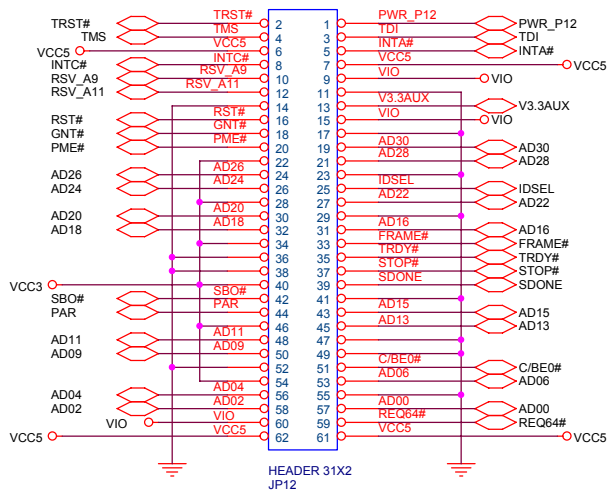 TRST# TRST# 2 1 PWR_P12 PWR_P12
TMS TMS 4 3 TDI TDI
VCC5 VCC5 6 5 INTA# INTA#
INTC# INTC# 8 7 VCC5 VCC5
RSV_A9 RSV_A9 10 9 VIO VIO
RSV_A11 RSV_A11 12 11
14 13 V3.3AUX V3.3AUX
RST# RST# 16 15 VIO VIO
GNT# GNT# 18 17
PME# PME# 20 19 AD30 AD30
22 21 AD28 AD28
AD26 AD26 24 23
AD24 AD24 26 25 IDSEL IDSEL
28 27 AD22 AD22
AD20 AD20 30 29
AD18 AD18 32 31 AD16 AD16
34 33 FRAME# FRAME#
36 35 TRDY# TRDY#
38 37 STOP# STOP#
VCC3 40 39 SDONE SDONE
SBO# SBO# 42 41
PAR PAR 44 43 AD15 AD15
46 45 AD13 AD13
AD11 AD11 48 47
AD09 AD09 50 49
52 51 C/BE0# C/BE0#
54 53 AD06 AD06
AD04 AD04 56 55
AD02 AD02 58 57 AD00 AD00
VIO VIO 60 59 REQ64# REQ64#
VCC5 VCC5 62 61 VCC5 VCC5
HEADER 31X2
JP12